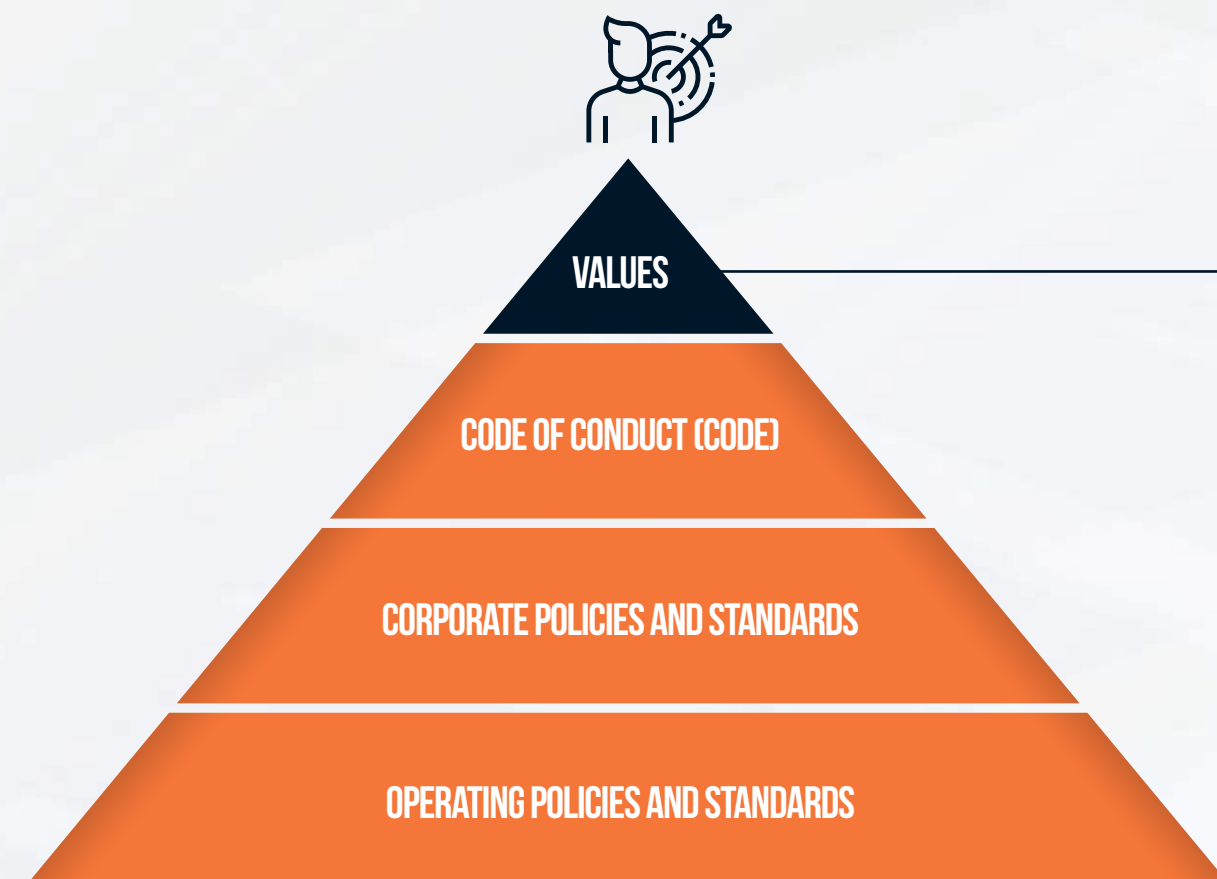 VALUES
CODE OF CONDUCT (CODE)
CORPORATE POLICIES AND STANDARDS
OPERATING POLICIES AND STANDARDS